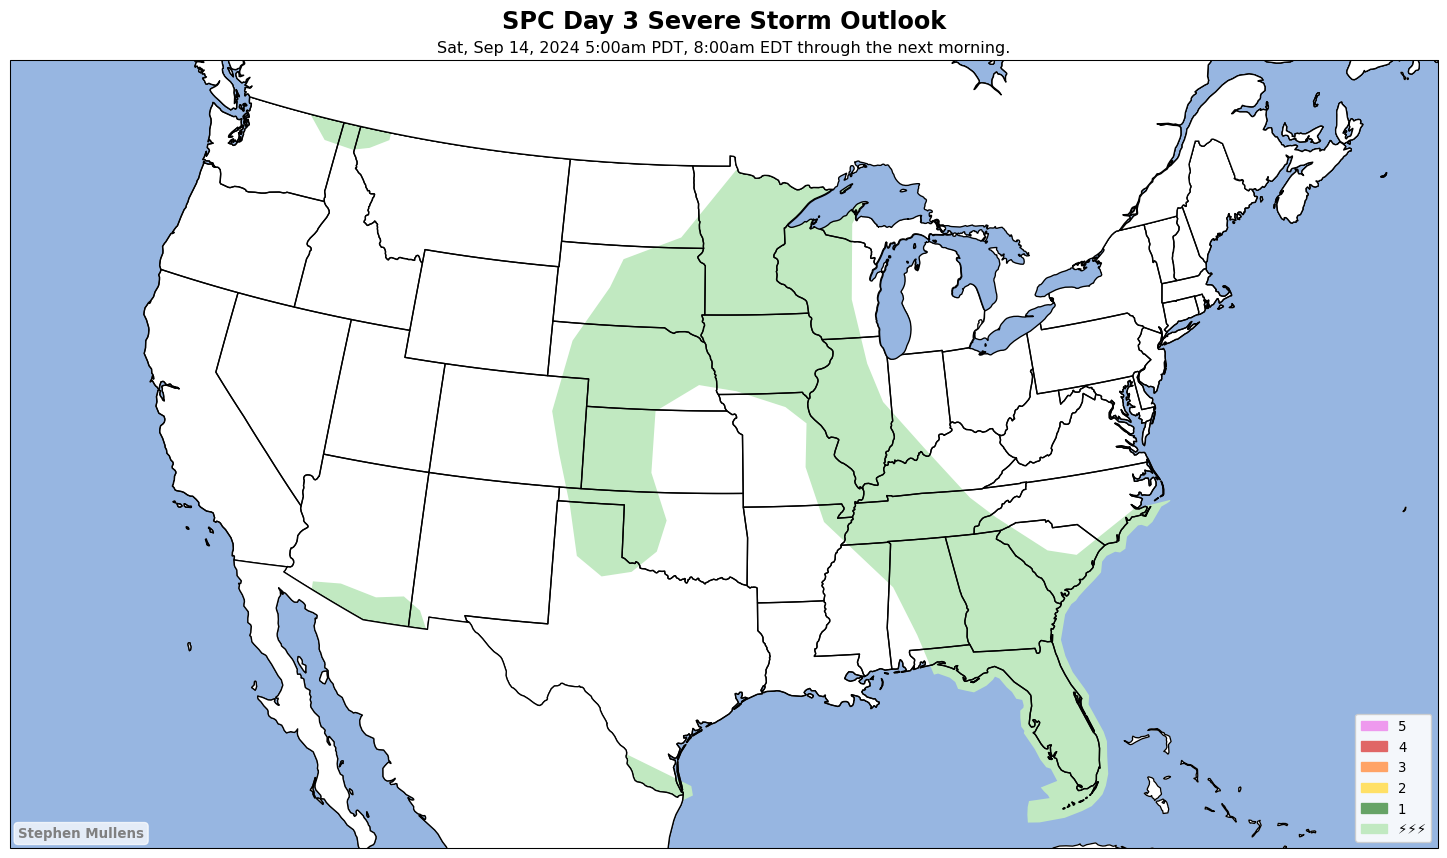 SPC Day 3 Severe Storm Outlook
Sat, Sep 14, 2024 5:00am PDT, 8:00am EDT through the next morning.
5
4
3
2
1
⚡⚡⚡
Stephen Mullens